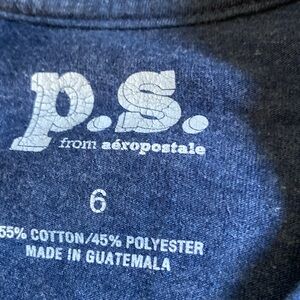 p.s.
from aéropostale
6
55% COTTON/45% POLYESTER
MADE IN GUATEMALA